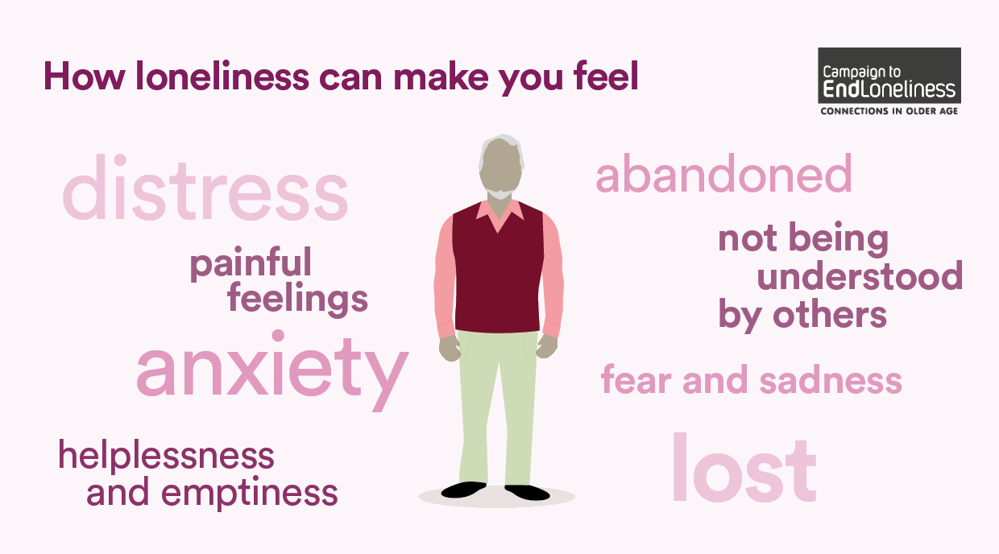 How loneliness can make you feel
Campaign to
EndLoneliness
CONNECTIONS IN OLDER AGE
distress
painful
feelings
anxiety
helplessness
and emptiness
abandoned
not being
understood
by others
fear and sadness
lost